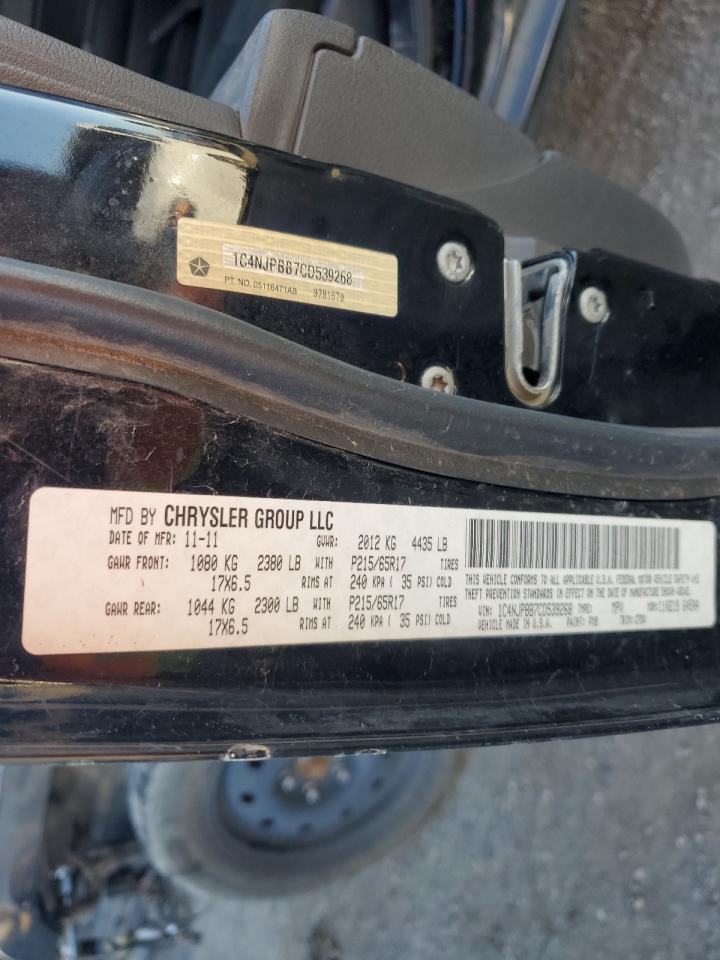 1C4NJPBB7CD539268
PT. NO. 05116471AB 3781679
MFD BY CHRYSLER GROUP LLC
DATE OF MFR: 11-11 GVWR: 2012 KG 4435 LB
GAWR FRONT: 1080 KG 2380 LB WITH P215/65R17 TIRES
17X6.5 RIMS AT 240 KPA ( 35 PSI) COLD
GAWR REAR: 1044 KG 2300 LB WITH P215/65R17 TIRES
17X6.5 RIMS AT 240 KPA ( 35 PSI) COLD
THIS VEHICLE CONFORMS TO ALL APPLICABLE U.S.A. FEDERAL MOTOR VEHICLE SAFETY AND
THEFT PREVENTION STANDARDS IN EFFECT ON THE DATE OF MANUFACTURE SHOWN ABOVE.
VIN: 1C4NJPBB7CD539268 TYPE: MPV MDH:
VEHICLE MADE IN U.S.A. PAINT: TRIM: